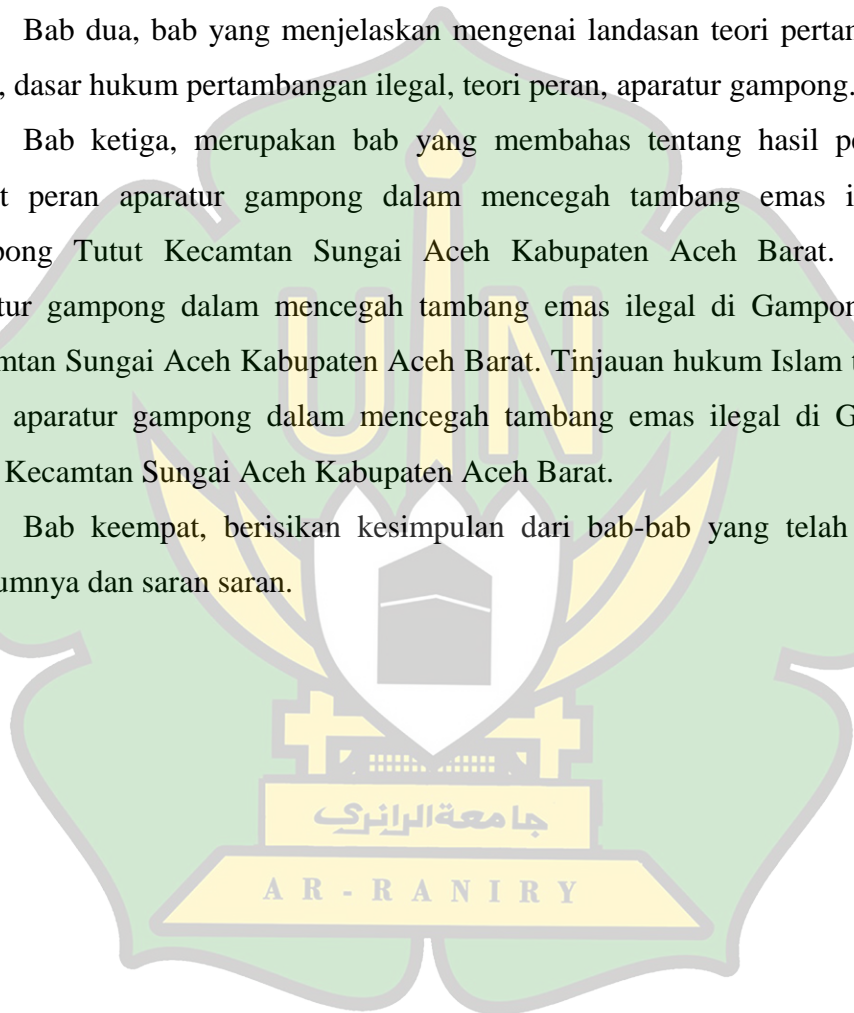 Bab dua, bab yang menjelaskan mengenai landasan teori pertam
, dasar hukum pertambangan ilegal, teori peran, aparatur gampong.
Bab ketiga, merupakan bab yang membahas tentang hasil pe
t peran aparatur gampong dalam mencegah tambang emas i
pong Tutut Kecamtan Sungai Aceh Kabupaten Aceh Barat.
tur gampong dalam mencegah tambang emas ilegal di Gampon
mtan Sungai Aceh Kabupaten Aceh Barat. Tinjauan hukum Islam t
aparatur gampong dalam mencegah tambang emas ilegal di G
Kecamtan Sungai Aceh Kabupaten Aceh Barat.
Bab keempat, berisikan kesimpulan dari bab-bab yang telah
umnya dan saran saran.
UIN
جامعة الرانري
AR-RANIRY